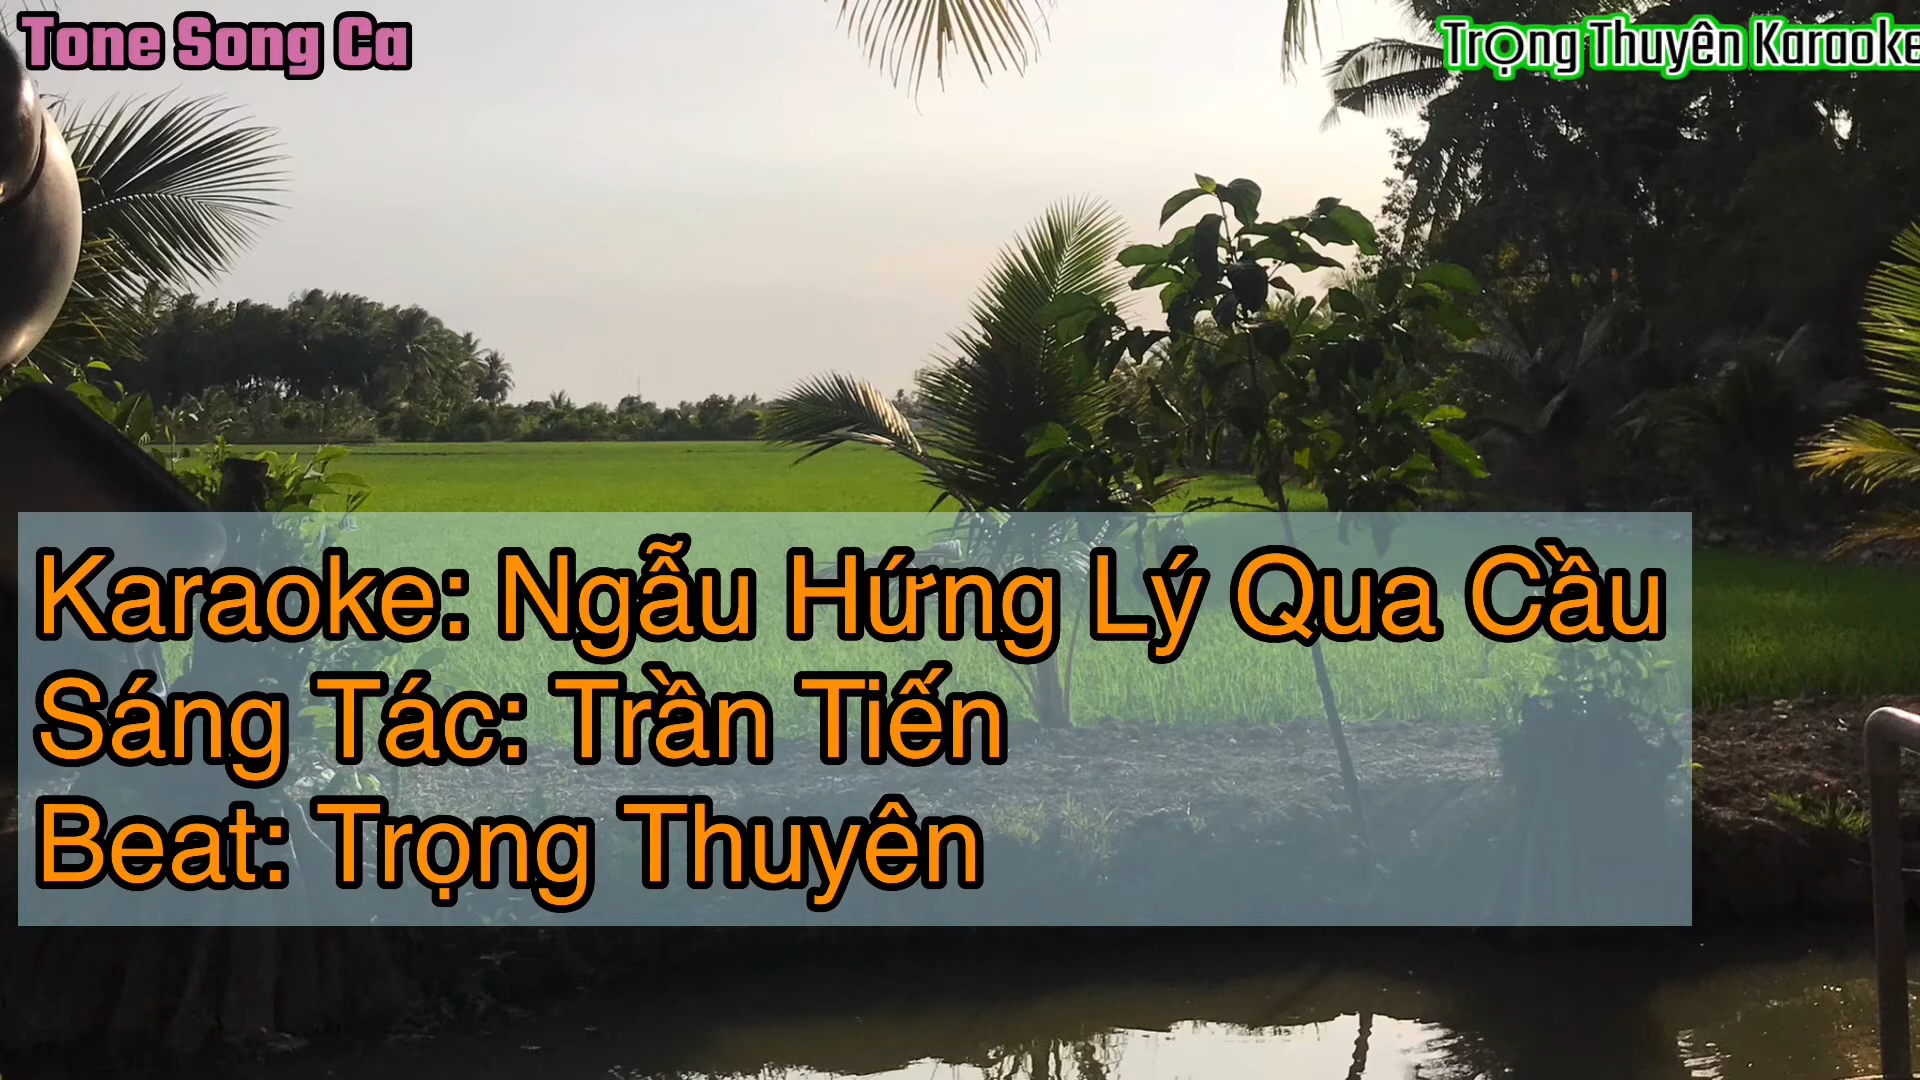 Tone Song Ca
Trọng Thuyên Karaoke
Karaoke: Ngẫu Hứng Lý Qua Cầu
Sáng Tác: Trần Tiến
Beat: Trọng Thuyên